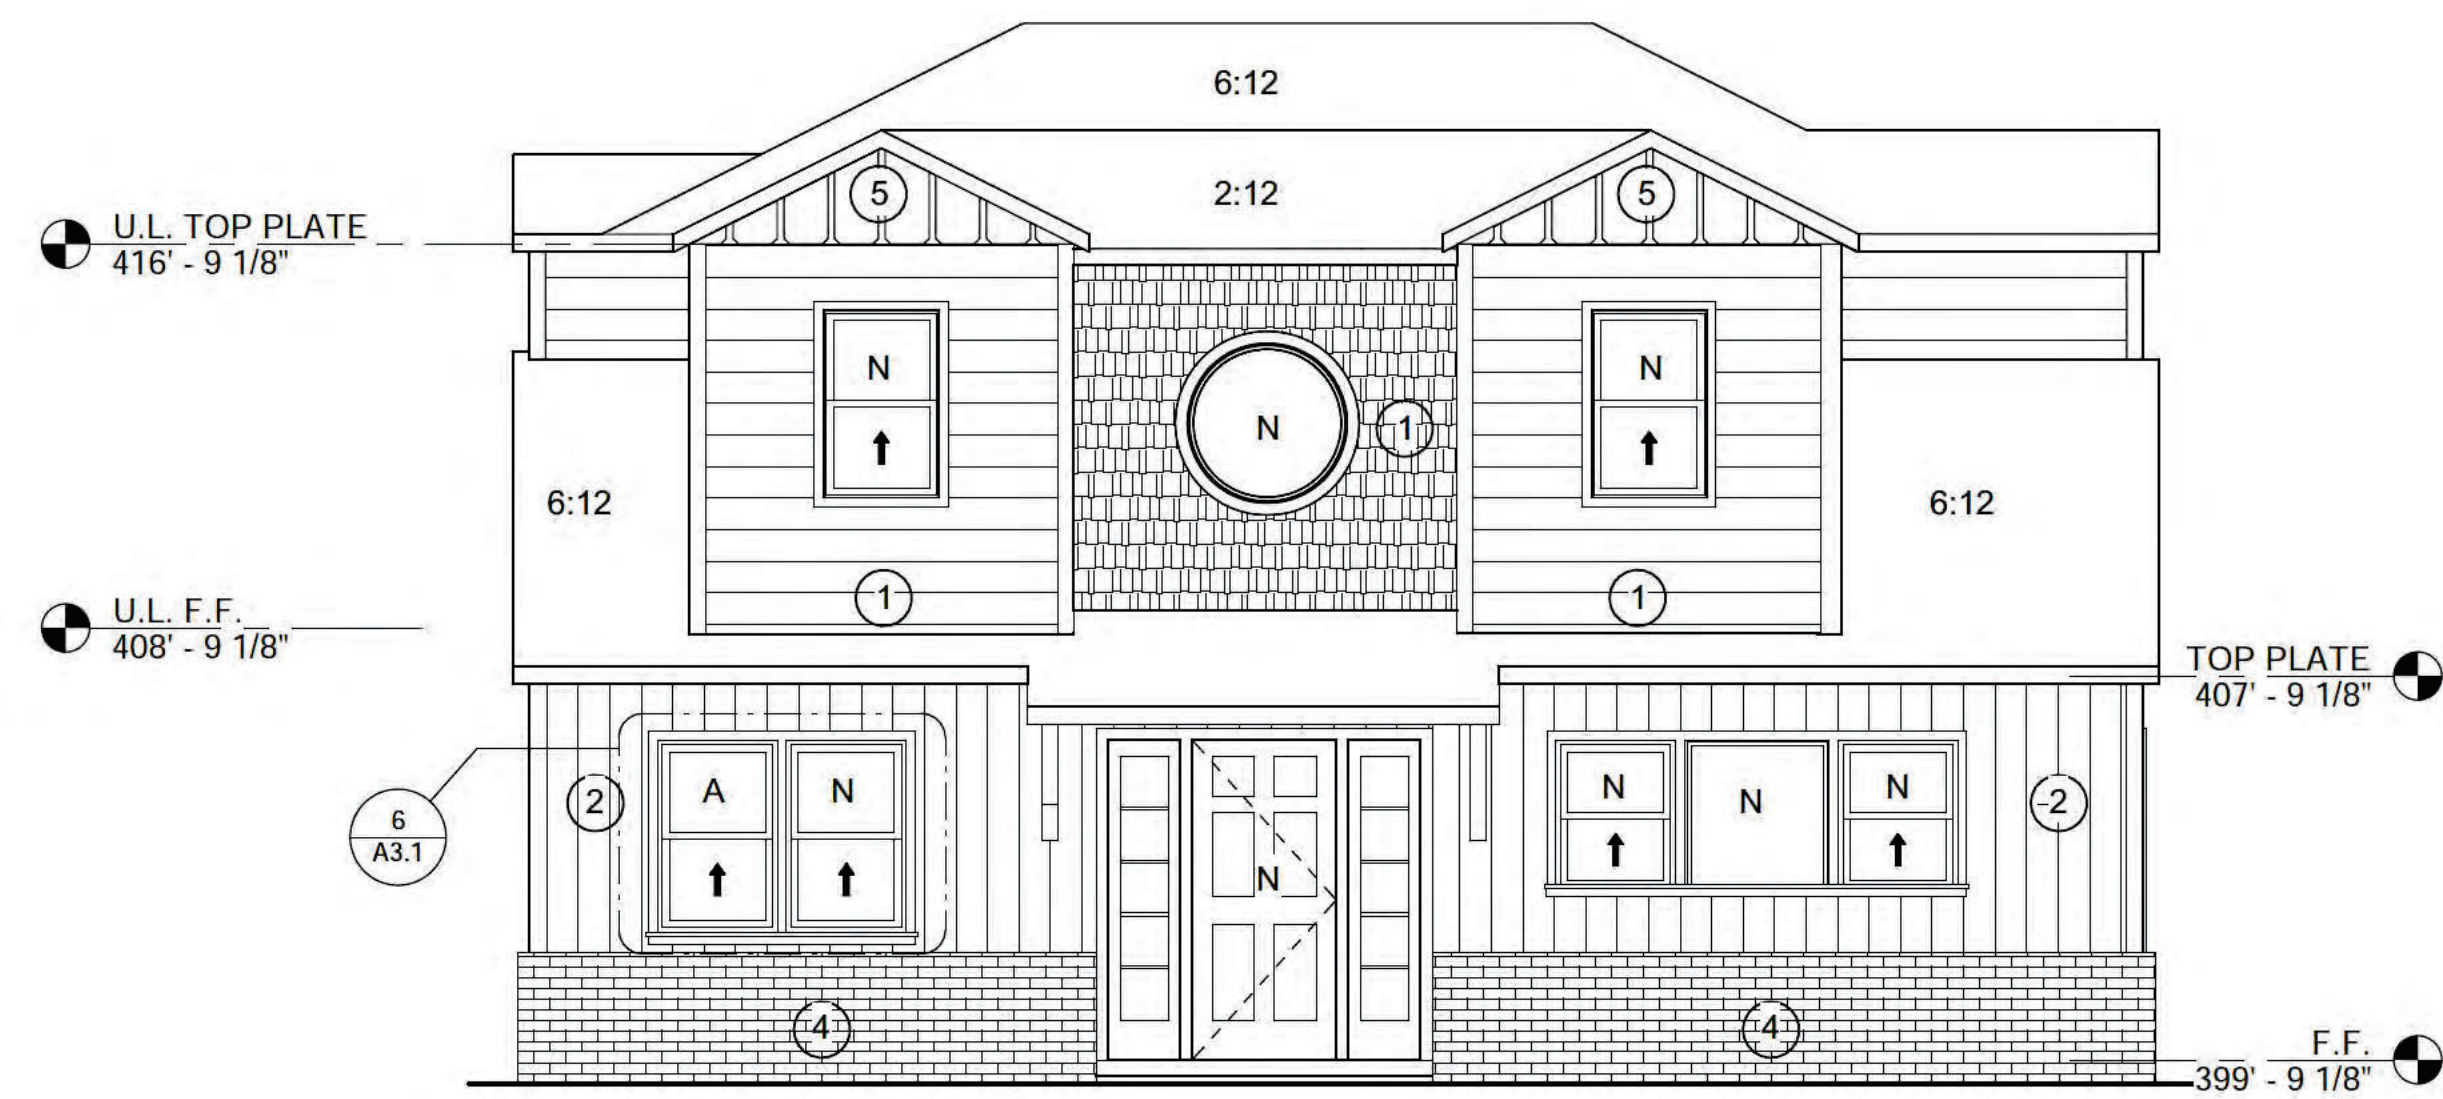 6:12
2:12
5
5
U.L. TOP PLATE
416' - 9 1/8"
N
N
N
1
6:12
6:12
1
1
U.L. F.F.
408' - 9 1/8"
TOP PLATE
407' - 9 1/8"
6
A3.1
2
A
N
N
N
N
N
2
4
4
F.F.
399' - 9 1/8"